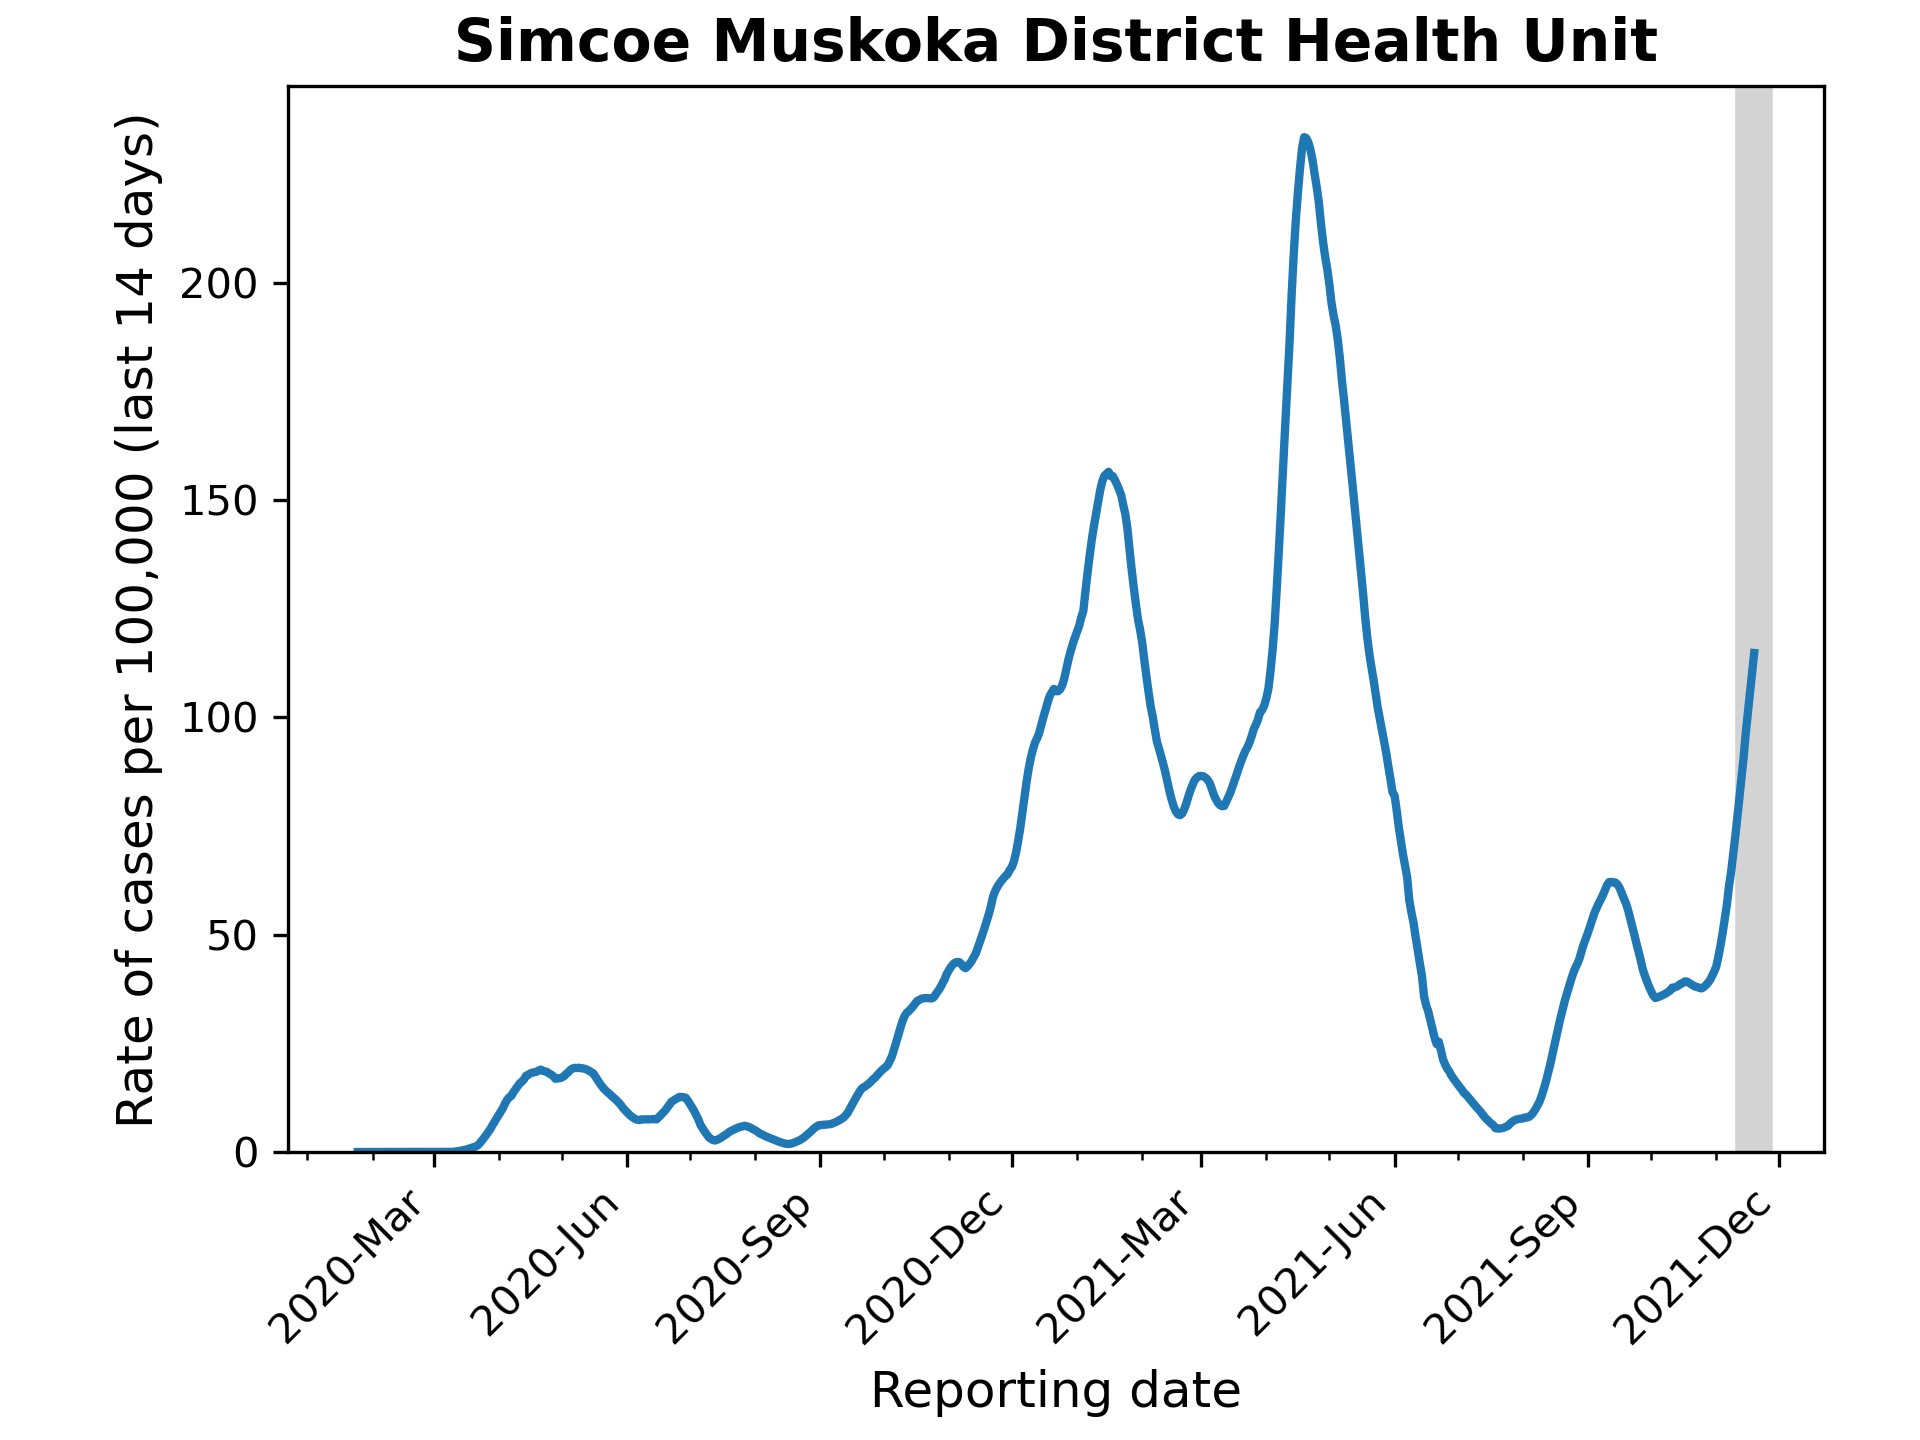 Simcoe Muskoka District Health Unit
Rate of cases per 100,000 (last 14 days)
200
150
100
50
0
2020-Mar
2020-Jun
2020-Sep
2020-Dec
2021-Mar
2021-Jun
2021-Sep
2021-Dec
Reporting date